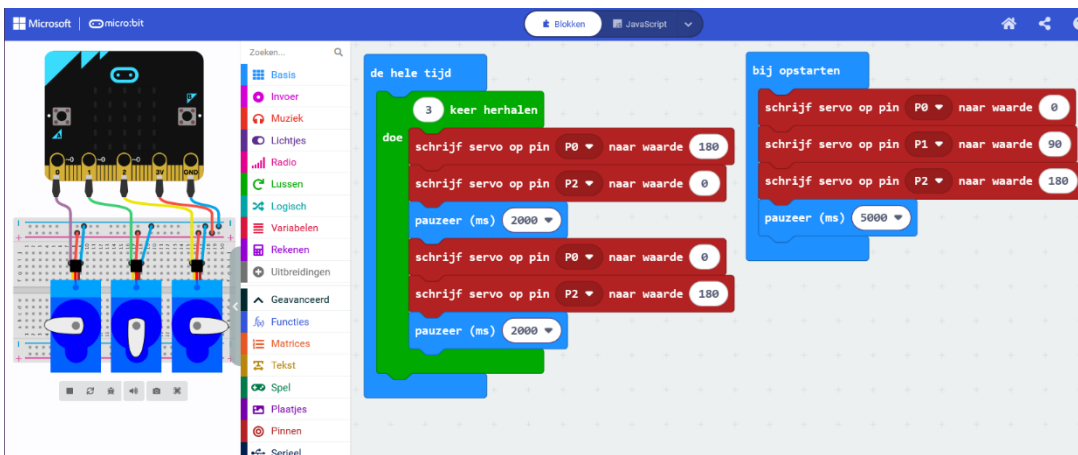 Microsoft micro:bit Blokken JavaScript
Zoeken...
Basis
Invoer
Muziek
Lichtjes
Radio
Lussen
Logisch
Variabelen
Rekenen
Uitbreidingen
Geavanceerd
f(x) Functies
Matrices
Tekst
Spel
Plaatjes
Pinnen
Serieel
B
A
0 1 2 3V GND
de hele tijd
3 keer herhalen
doe
schrijf servo op pin P0 naar waarde 180
schrijf servo op pin P2 naar waarde 0
pauzeer (ms) 2000
schrijf servo op pin P0 naar waarde 0
schrijf servo op pin P2 naar waarde 180
pauzeer (ms) 2000
bij opstarten
schrijf servo op pin P0 naar waarde 0
schrijf servo op pin P1 naar waarde 90
schrijf servo op pin P2 naar waarde 180
pauzeer (ms) 5000